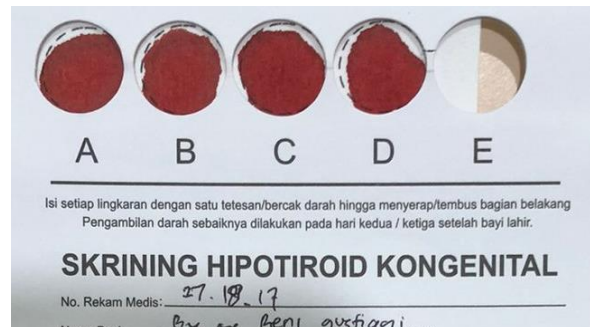 A B C D E
Isi setiap lingkaran dengan satu tetesan/bercak darah hingga menyerap/tembus bagian belakang
Pengambilan darah sebaiknya dilakukan pada hari kedua / ketiga setelah bayi lahir.
SKRINING HIPOTIROID KONGENITAL
No. Rekam Medis: 27.18.17